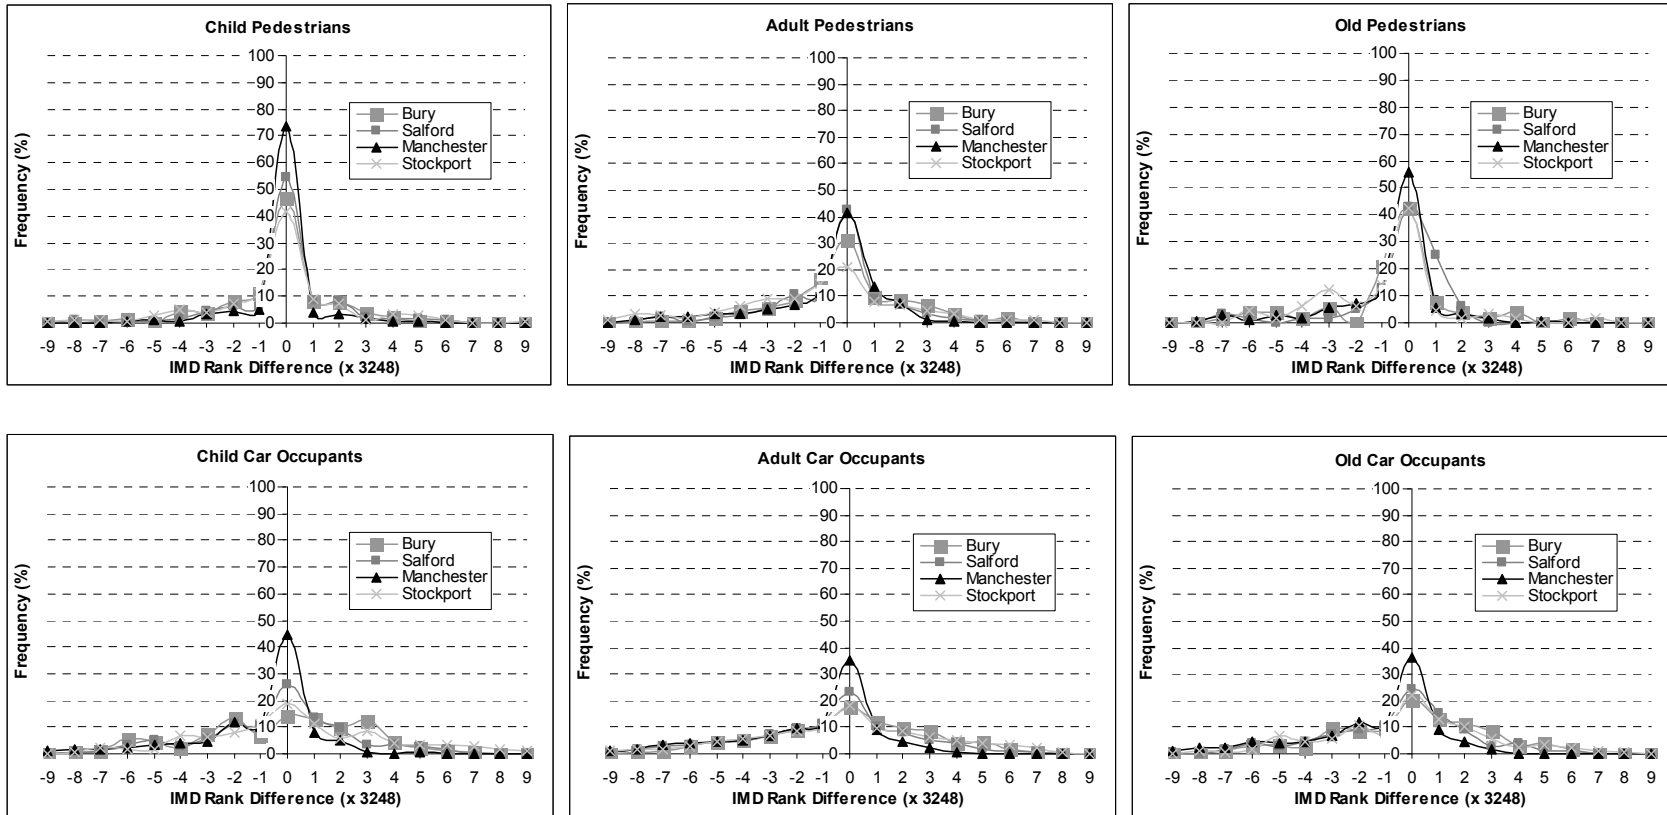 Child Pedestrians
100
90
80
70
60
50
40
30
20
10
0
-9 -8 -7 -6 -5 -4 -3 -2 -1 0 1 2 3 4 5 6 7 8 9
IMD Rank Difference (x 3248)
Frequency (%)
Bury
Salford
Manchester
Stockport
Adult Pedestrians
100
90
80
70
60
50
40
30
20
10
0
-9 -8 -7 -6 -5 -4 -3 -2 -1 0 1 2 3 4 5 6 7 8 9
IMD Rank Difference (x 3248)
Frequency (%)
Bury
Salford
Manchester
Stockport
Old Pedestrians
100
90
80
70
60
50
40
30
20
10
0
-9 -8 -7 -6 -5 -4 -3 -2 -1 0 1 2 3 4 5 6 7 8 9
IMD Rank Difference (x 3248)
Frequency (%)
Bury
Salford
Manchester
Stockport
Child Car Occupants
100
90
80
70
60
50
40
30
20
10
0
-9 -8 -7 -6 -5 -4 -3 -2 -1 0 1 2 3 4 5 6 7 8 9
IMD Rank Difference (x 3248)
Frequency (%)
Bury
Salford
Manchester
Stockport
Adult Car Occupants
100
90
80
70
60
50
40
30
20
10
0
-9 -8 -7 -6 -5 -4 -3 -2 -1 0 1 2 3 4 5 6 7 8 9
IMD Rank Difference (x 3248)
Frequency (%)
Bury
Salford
Manchester
Stockport
Old Car Occupants
100
90
80
70
60
50
40
30
20
10
0
-9 -8 -7 -6 -5 -4 -3 -2 -1 0 1 2 3 4 5 6 7 8 9
IMD Rank Difference (x 3248)
Frequency (%)
Bury
Salford
Manchester
Stockport